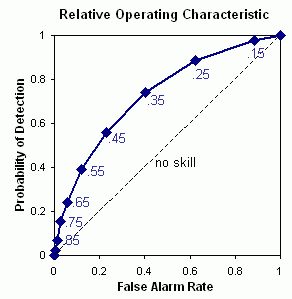 Relative Operating Characteristic
1
0.8
0.6
0.4
0.2
0
Probability of Detection
.15
.25
.35
.45
.55
.65
.75
.85
no skill
0 0.2 0.4 0.6 0.8 1
False Alarm Rate